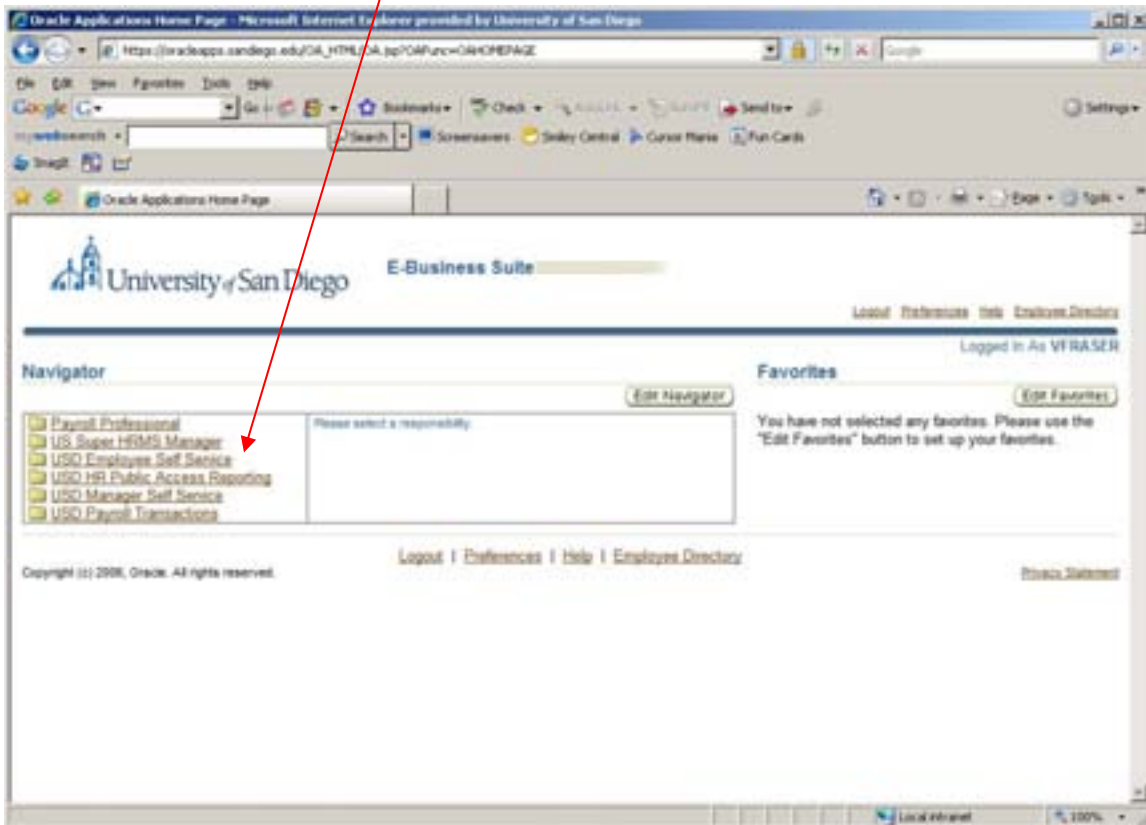 Oracle Applications Home Page - Microsoft Internet Explorer provided by University of San Diego
https://oracleapps.sandiego.edu/OA_HTML/OA.jsp?OAFunc=OAHOMEPAGE
Google
File Edit View Favorites Tools Help
Google G Go Bookmarks Check Send to Settings
mywebsearch Search Screensavers Smiley Central Cursor Mania Fun Cards
SnagIt
Oracle Applications Home Page Page Tools
University of San Diego E-Business Suite
Logout Preferences Help Employee Directory
Logged In As VFRASER
Navigator Favorites
Edit Navigator Edit Favorites
Payroll Professional Please select a responsibility. You have not selected any favorites. Please use the
US Super HRMS Manager "Edit Favorites" button to set up your favorites.
USD Employee Self Service
USD HR Public Access Reporting
USD Manager Self Service
USD Payroll Transactions
Logout | Preferences | Help | Employee Directory
Copyright (c) 2006, Oracle. All rights reserved. Privacy Statement
Local intranet 100%